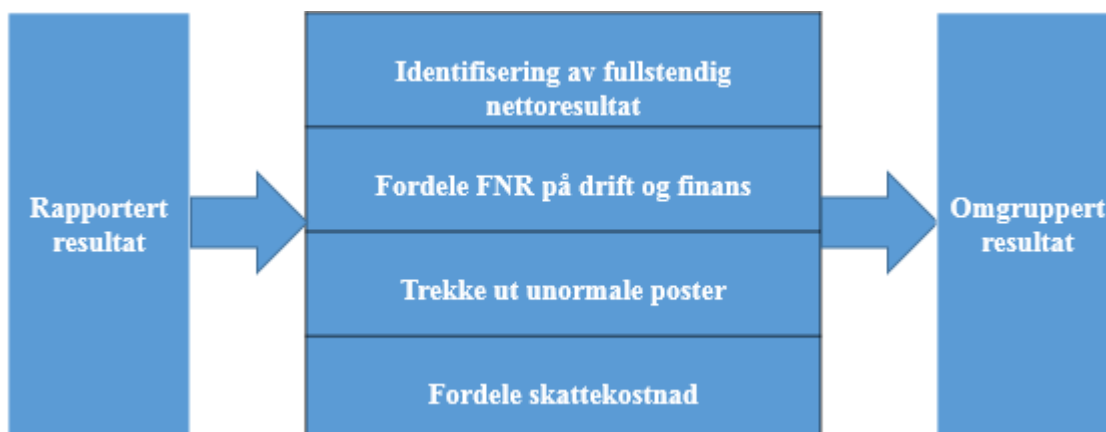 Rapportert
resultat
Identifisering av fullstendig
nettoresultat
Fordele FNR på drift og finans
Trekke ut unormale poster
Fordele skattekostnad
Omgruppert
resultat